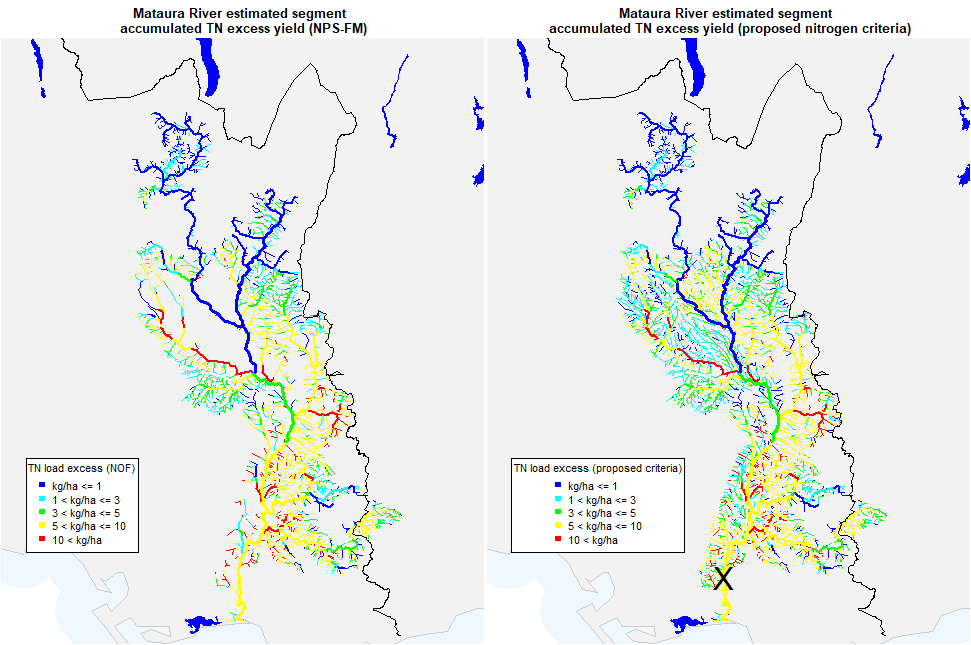 Mataura River estimated segment
accumulated TN excess yield (NPS-FM)
TN load excess (NOF)
kg/ha <= 1
1 < kg/ha <= 3
3 < kg/ha <= 5
5 < kg/ha <= 10
10 < kg/ha
Mataura River estimated segment
accumulated TN excess yield (proposed nitrogen criteria)
TN load excess (proposed criteria)
kg/ha <= 1
1 < kg/ha <= 3
3 < kg/ha <= 5
5 < kg/ha <= 10
10 < kg/ha
X